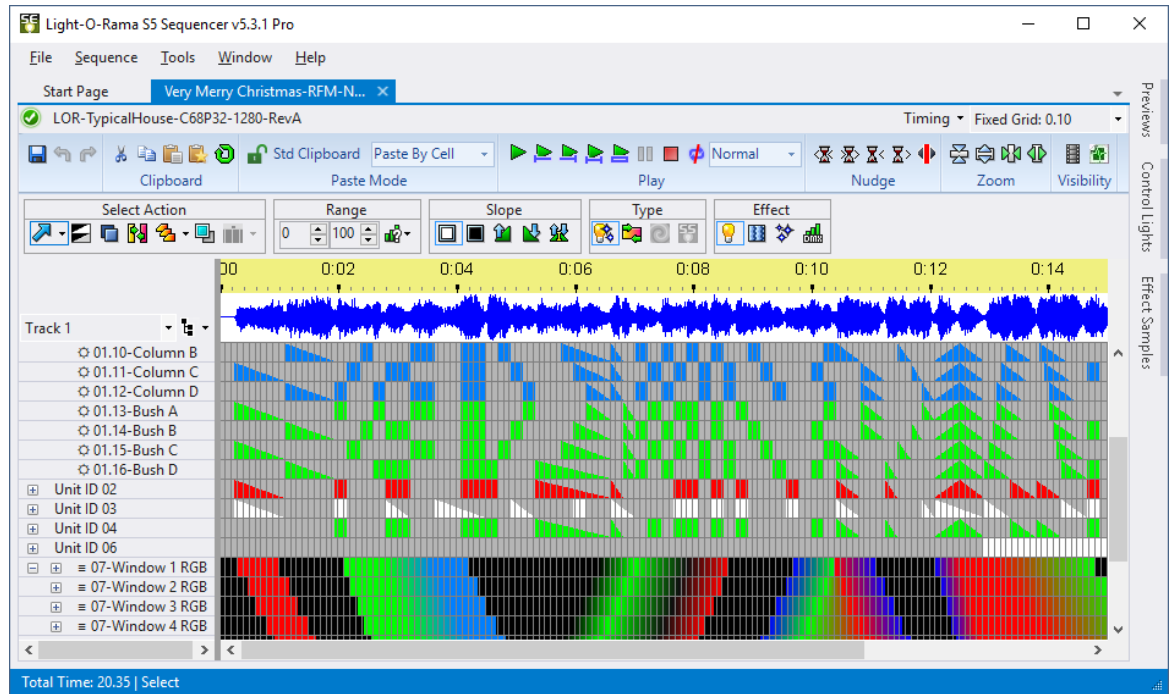 Light-O-Rama S5 Sequencer v5.3.1 Pro
File Sequence Tools Window Help
Start Page Very Merry Christmas-RFM-N...
LOR-TypicalHouse-C68P32-1280-RevA Timing Fixed Grid: 0.10
Std Clipboard Paste By Cell Normal
Clipboard Paste Mode Play Nudge Zoom Visibility
Select Action Range Slope Type Effect
0 100
00 0:02 0:04 0:06 0:08 0:10 0:12 0:14
Track 1
01.10-Column B
01.11-Column C
01.12-Column D
01.13-Bush A
01.14-Bush B
01.15-Bush C
01.16-Bush D
Unit ID 02
Unit ID 03
Unit ID 04
Unit ID 06
07-Window 1 RGB
07-Window 2 RGB
07-Window 3 RGB
07-Window 4 RGB
Total Time: 20.35 | Select
Previews
Control Lights
Effect Samples